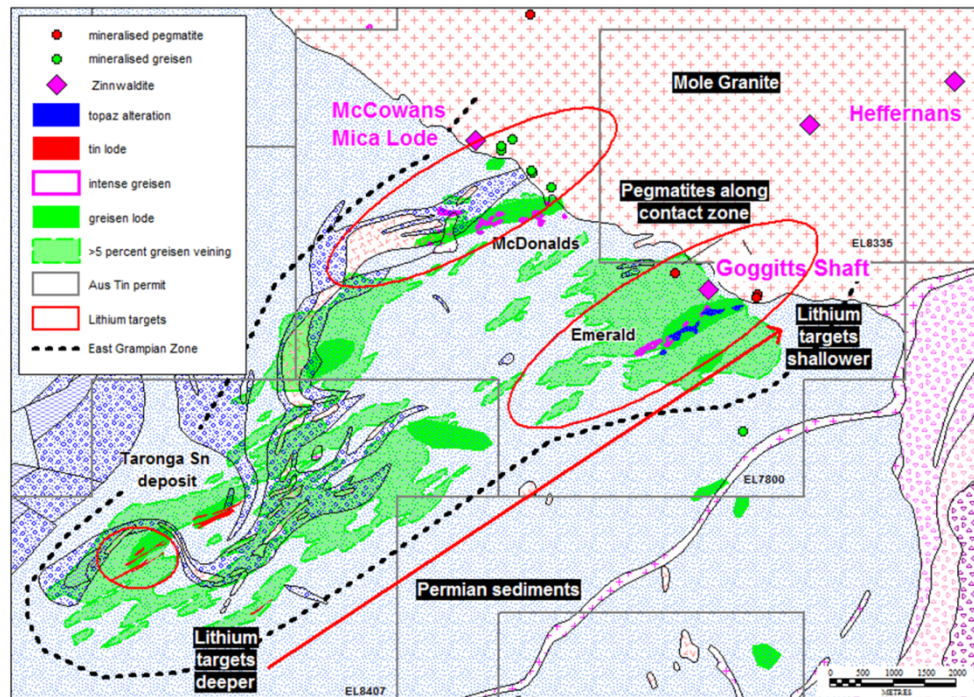 mineralised pegmatite
mineralised greisen
Zinnwaldite
topaz alteration
tin lode
intense greisen
greisen lode
>5 percent greisen veining
Aus Tin permit
Lithium targets
East Grampian Zone
McCowans
Mica Lode
Mole Granite
Heffernans
Pegmatites along
contact zone
McDonalds
EL8335
Goggitts Shaft
Emerald
Lithium
targets
shallower
Taronga Sn
deposit
EL7800
Permian sediments
Lithium
targets
deeper
EL8407
0 500 1000 1500 2000
METRES